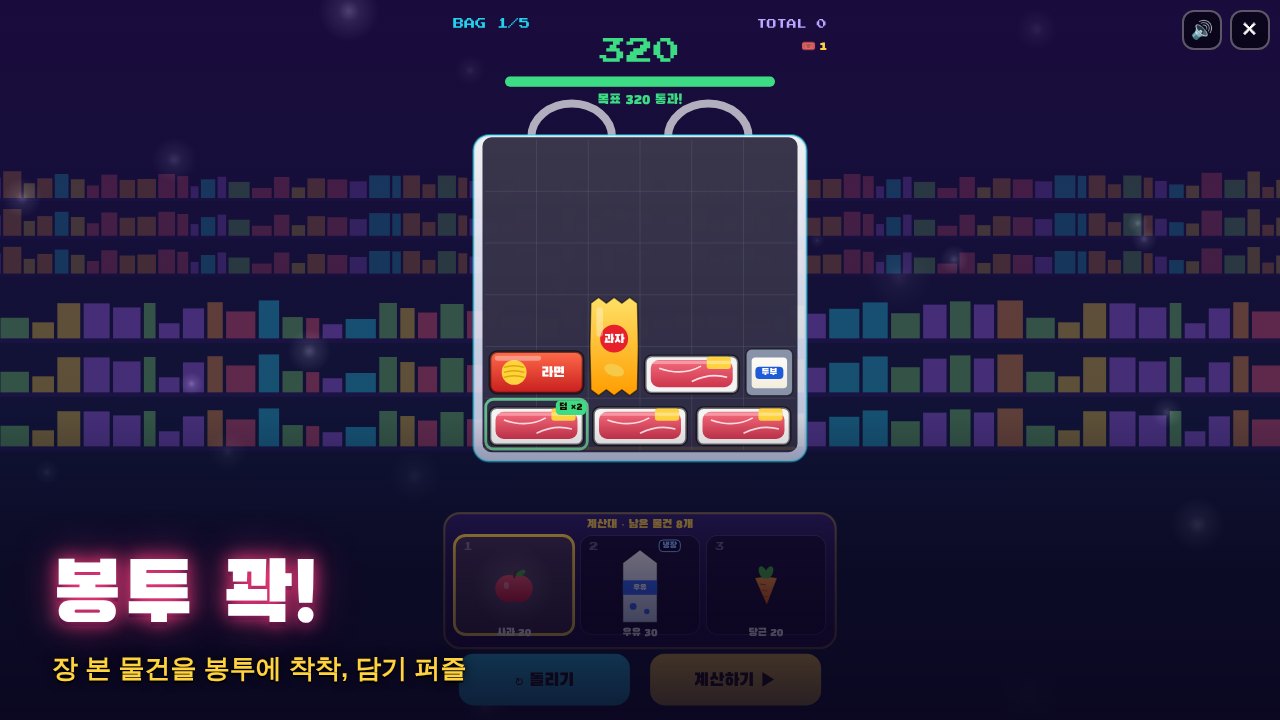 BAG 1/5
TOTAL 0
320
1
목표 320 통과!
과자
라면
두부
덤 ×2
계산대 · 남은 물건 8개
1
2
냉장
3
우유
사과 20
우유 30
당근 20
봉투 꽉!
장 본 물건을 봉투에 착착, 담기 퍼즐
↻ 돌리기
계산하기 ▶